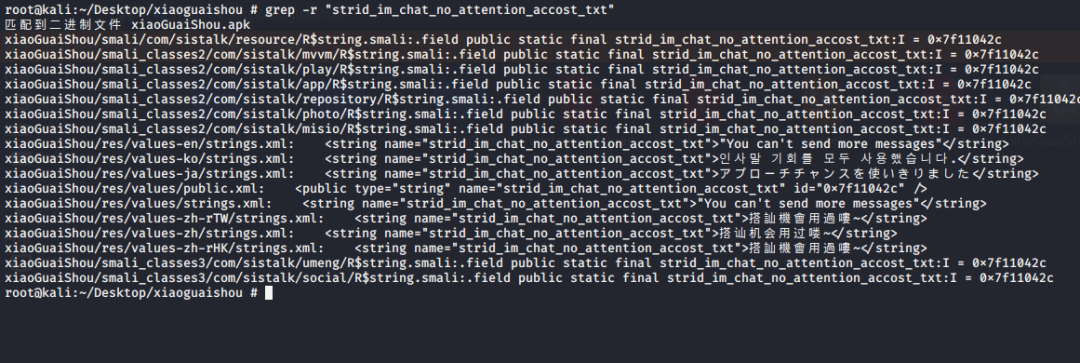 root@kali:~/Desktop/xiaoguaishou # grep -r "strid_im_chat_no_attention_accost_txt"
匹配到二进制文件 xiaoGuaiShou.apk
xiaoGuaiShou/smali/com/sistalk/resource/R$string.smali:.field public static final strid_im_chat_no_attention_accost_txt:I = 0×7f11042c
xiaoGuaiShou/smali_classes2/com/sistalk/mvvm/R$string.smali:.field public static final strid_im_chat_no_attention_accost_txt:I = 0×7f11042c
xiaoGuaiShou/smali_classes2/com/sistalk/play/R$string.smali:.field public static final strid_im_chat_no_attention_accost_txt:I = 0×7f11042c
xiaoGuaiShou/smali_classes2/com/sistalk/app/R$string.smali:.field public static final strid_im_chat_no_attention_accost_txt:I = 0×7f11042c
xiaoGuaiShou/smali_classes2/com/sistalk/repository/R$string.smali:.field public static final strid_im_chat_no_attention_accost_txt:I = 0×7f11042c
xiaoGuaiShou/smali_classes2/com/sistalk/photo/R$string.smali:.field public static final strid_im_chat_no_attention_accost_txt:I = 0×7f11042c
xiaoGuaiShou/smali_classes2/com/sistalk/misio/R$string.smali:.field public static final strid_im_chat_no_attention_accost_txt:I = 0×7f11042c
xiaoGuaiShou/res/values-en/strings.xml:    <string name="strid_im_chat_no_attention_accost_txt">"You can't send more messages"</string>
xiaoGuaiShou/res/values-ko/strings.xml:    <string name="strid_im_chat_no_attention_accost_txt">인사말 기회를 모두 사용했습니다.</string>
xiaoGuaiShou/res/values-ja/strings.xml:    <string name="strid_im_chat_no_attention_accost_txt">アプローチチャンスを使いきりました</string>
xiaoGuaiShou/res/values/public.xml:    <public type="string" name="strid_im_chat_no_attention_accost_txt" id="0×7f11042c" />
xiaoGuaiShou/res/values/strings.xml:    <string name="strid_im_chat_no_attention_accost_txt">"You can't send more messages"</string>
xiaoGuaiShou/res/values-zh-rTW/strings.xml:    <string name="strid_im_chat_no_attention_accost_txt">搭訕機會用過嘍~</string>
xiaoGuaiShou/res/values-zh/strings.xml:    <string name="strid_im_chat_no_attention_accost_txt">搭讪机会用过喽~</string>
xiaoGuaiShou/res/values-zh-rHK/strings.xml:    <string name="strid_im_chat_no_attention_accost_txt">搭訕機會用過嘍~</string>
xiaoGuaiShou/smali_classes3/com/sistalk/umeng/R$string.smali:.field public static final strid_im_chat_no_attention_accost_txt:I = 0×7f11042c
xiaoGuaiShou/smali_classes3/com/sistalk/social/R$string.smali:.field public static final strid_im_chat_no_attention_accost_txt:I = 0×7f11042c
root@kali:~/Desktop/xiaoguaishou #